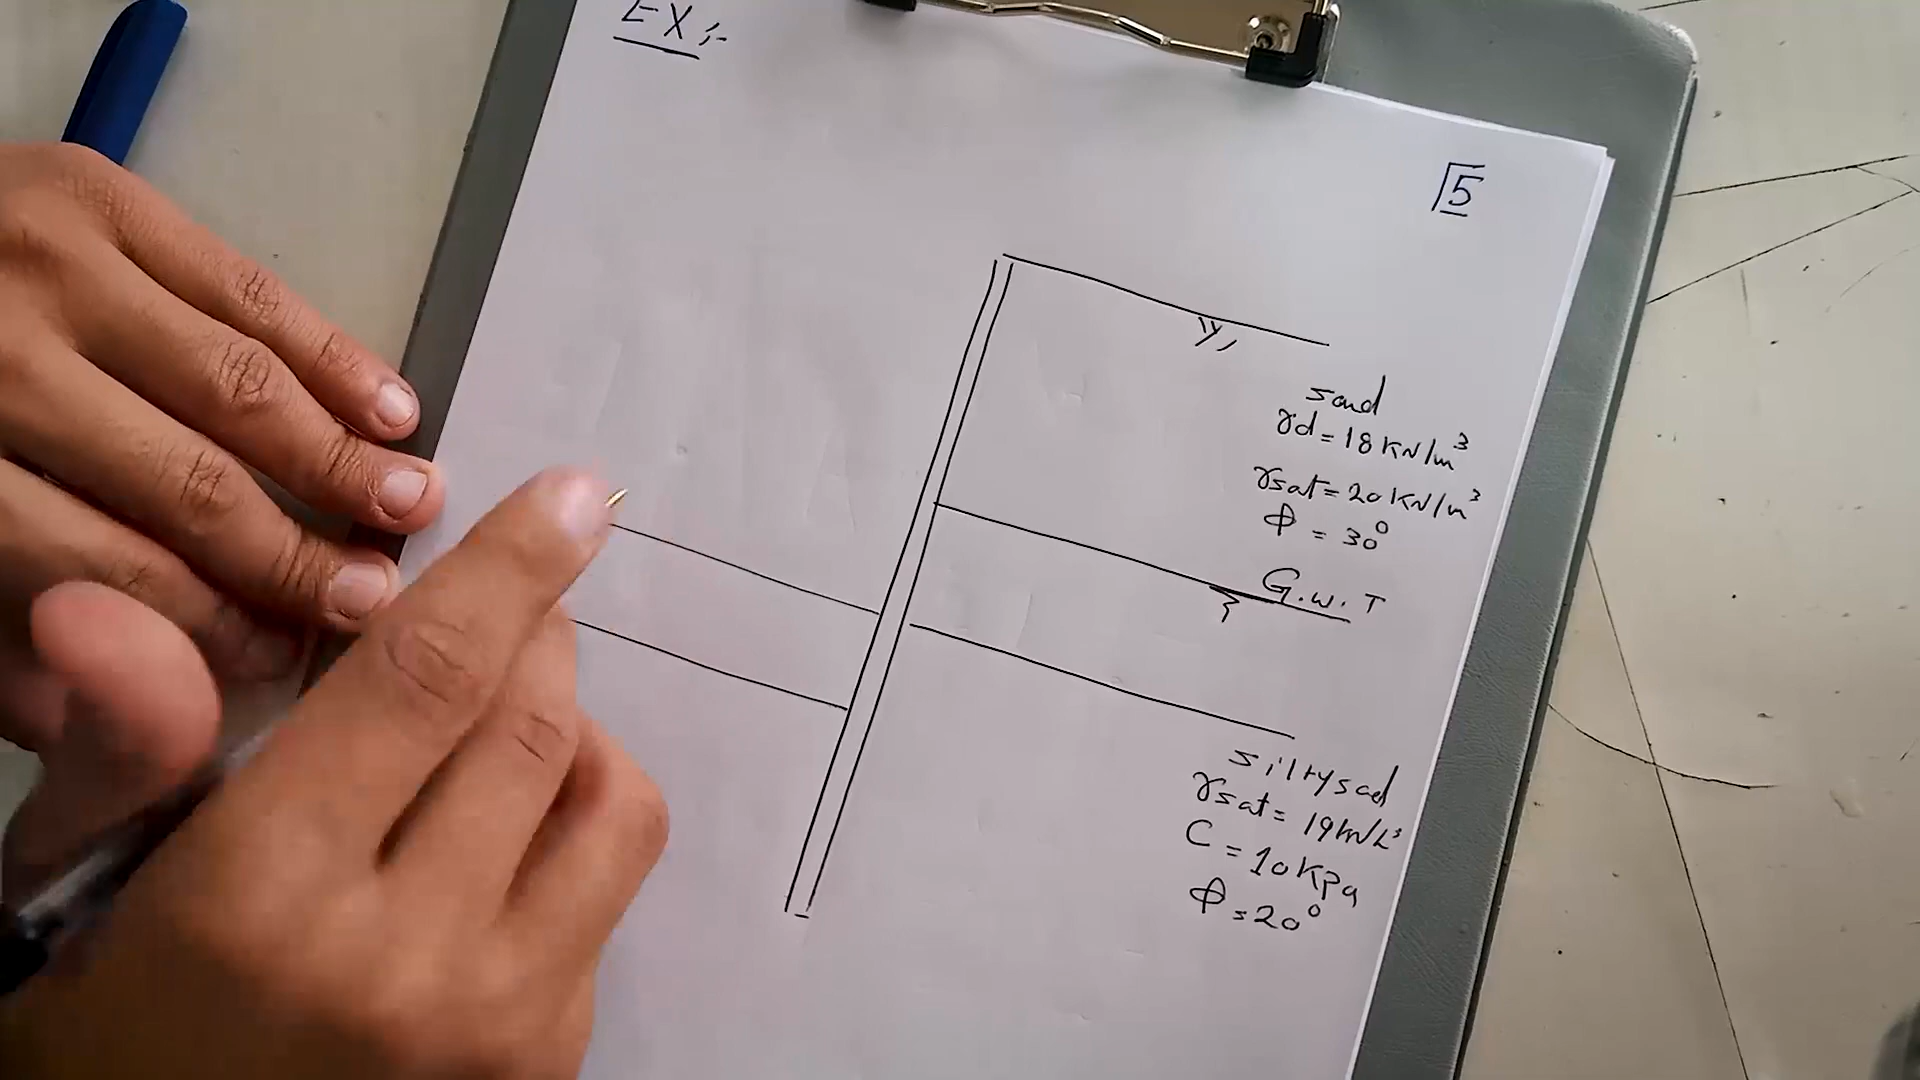 EX:-
5
sand
γd = 18 KN/m³
γsat = 20 KN/m³
Φ = 30°
G.W.T
siltysad
γsat = 19 kN/m³
C = 10 KPa
Φ = 20°